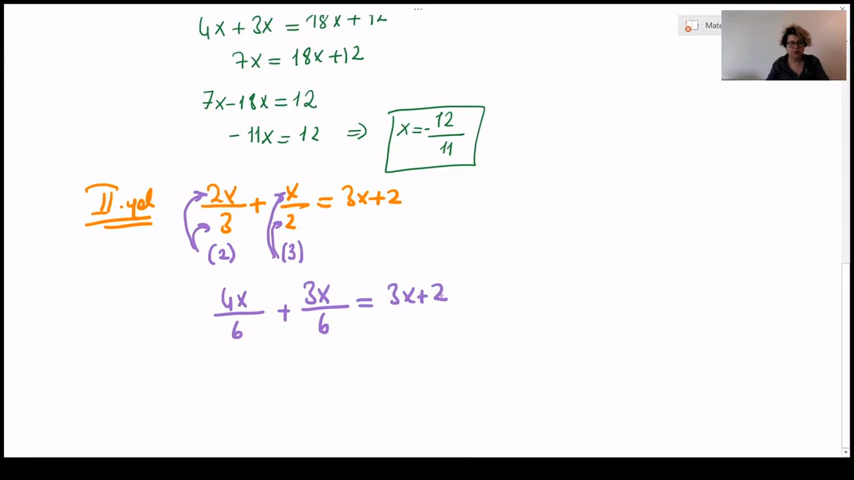 4x + 3x = 18x + 12
7x = 18x + 12
7x - 18x = 12
- 11x = 12 ⇒ x = - 12/11
II. yol 2x/3 + x/2 = 3x + 2
(2) (3)
4x/6 + 3x/6 = 3x + 2